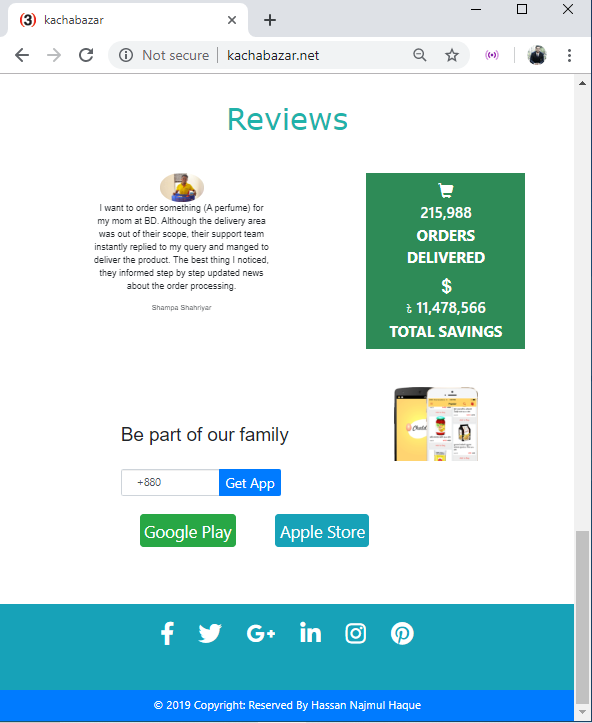 (3) kachabazar
Not secure kachabazar.net
Reviews
I want to order something (A perfume) for
my mom at BD. Although the delivery area
was out of their scope, their support team
instantly replied to my query and manged to
deliver the product. The best thing I noticed,
they informed step by step updated news
about the order processing.
Shampa Shahriyar
215,988
ORDERS
DELIVERED
$
৳ 11,478,566
TOTAL SAVINGS
Be part of our family
+880 Get App
Google Play Apple Store
f G+ in
© 2019 Copyright: Reserved By Hassan Najmul Haque